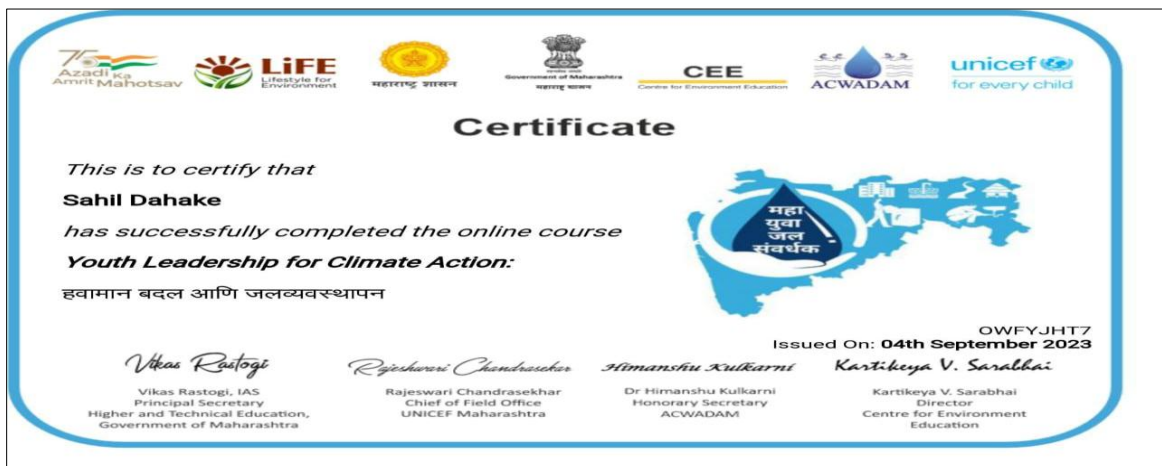 75
Azadi Ka
Amrit Mahotsav
LiFE
Lifestyle for
Environment
महाराष्ट्र शासन
Government of Maharashtra
महाराष्ट्र शासन
CEE
Centre for Environment Education
ACWADAM
unicef
for every child
Certificate
This is to certify that
Sahil Dahake
has successfully completed the online course
Youth Leadership for Climate Action:
हवामान बदल आणि जलव्यवस्थापन
महा
युवा
जल
संवर्धक
OWFYJHT7
Issued On: 04th September 2023
Vikas Rastogi
Vikas Rastogi, IAS
Principal Secretary
Higher and Technical Education,
Government of Maharashtra
Rajeshwari Chandrasekar
Rajeswari Chandrasekhar
Chief of Field Office
UNICEF Maharashtra
Himanshu Kulkarni
Dr Himanshu Kulkarni
Honorary Secretary
ACWADAM
Kartikeya V. Sarabhai
Kartikeya V. Sarabhai
Director
Centre for Environment
Education